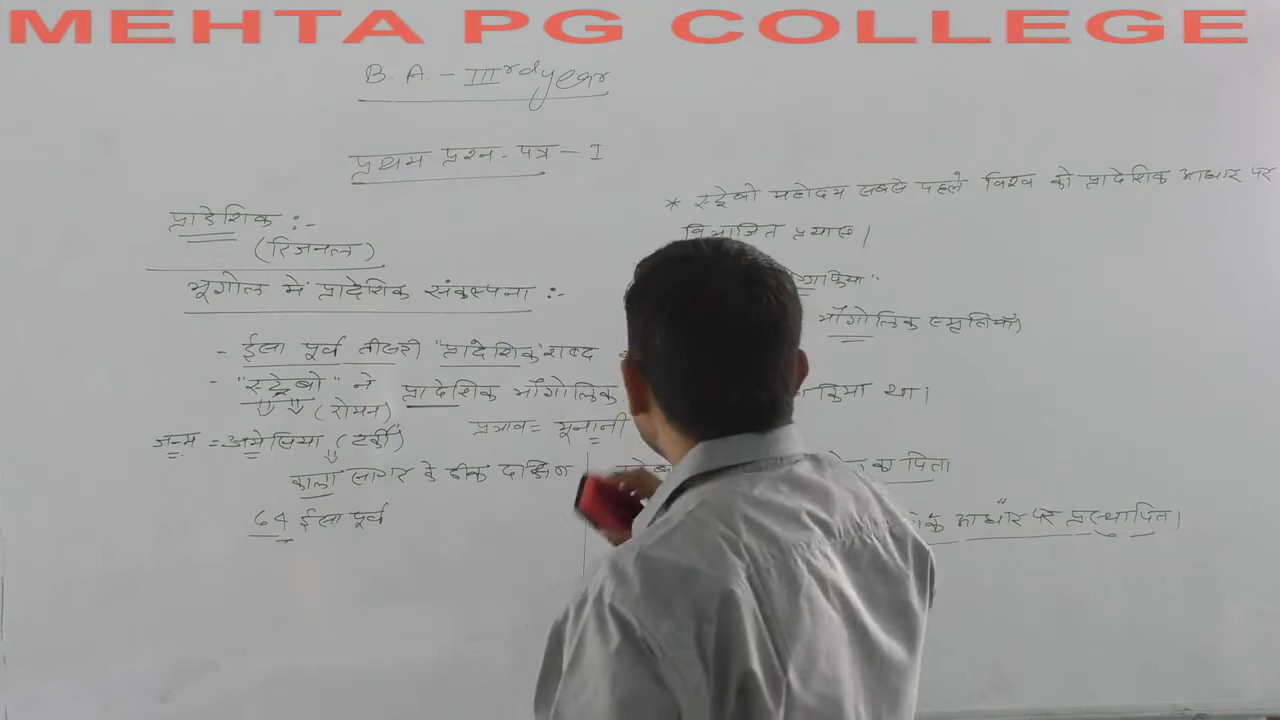 MEHTA PG COLLEGE
B. A. - IIIrd year
प्रथम प्रश्न - पत्र - I
प्रादेशिक :-
(रिजनल)
भूगोल में प्रादेशिक संकल्पना :-
- ईसा पूर्व तीसरी "प्रादेशिक" शब्द
- "स्ट्रेबो" ने प्रादेशिक भौगोलिक
किया था।
(रोमन)
प्रभाव = यूनानी
जन्म = अमेसिया (टर्की)
काला सागर के ठीक दक्षिण
64 ईसा पूर्व
* स्ट्रेबो महोदय सबसे पहले विश्व को प्रादेशिक आधार पर
विभाजित प्रयास।
भौगोलिक स्मृतियाँ)
का पिता
आधार पर प्रस्थापित।